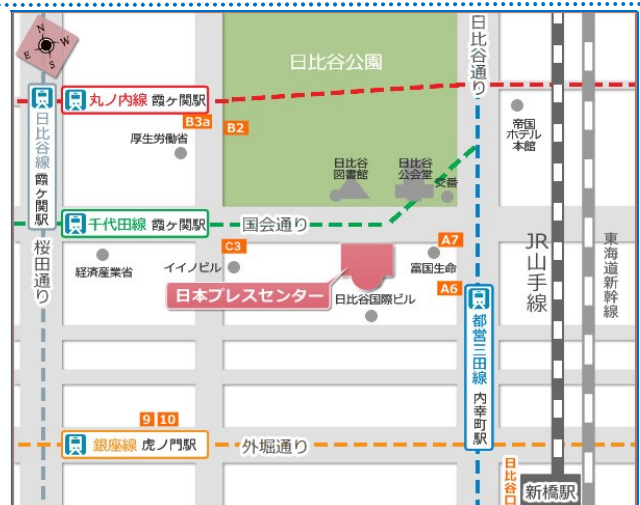 N
W
E
S
日比谷公園
日比谷通り
丸ノ内線 霞ヶ関駅
B3a
B2
厚生労働省
帝国
ホテル
本館
日比谷線 霞ヶ関駅
日比谷
図書館
日比谷
公会堂
交番
千代田線 霞ヶ関駅
国会通り
桜田通り
経済産業省
イイノビル
C3
A7
富国生命
日本プレスセンター
日比谷国際ビル
A6
JR山手線
東海道新幹線
都営三田線 内幸町駅
9 10
銀座線 虎ノ門駅
外堀通り
日比谷口
新橋駅